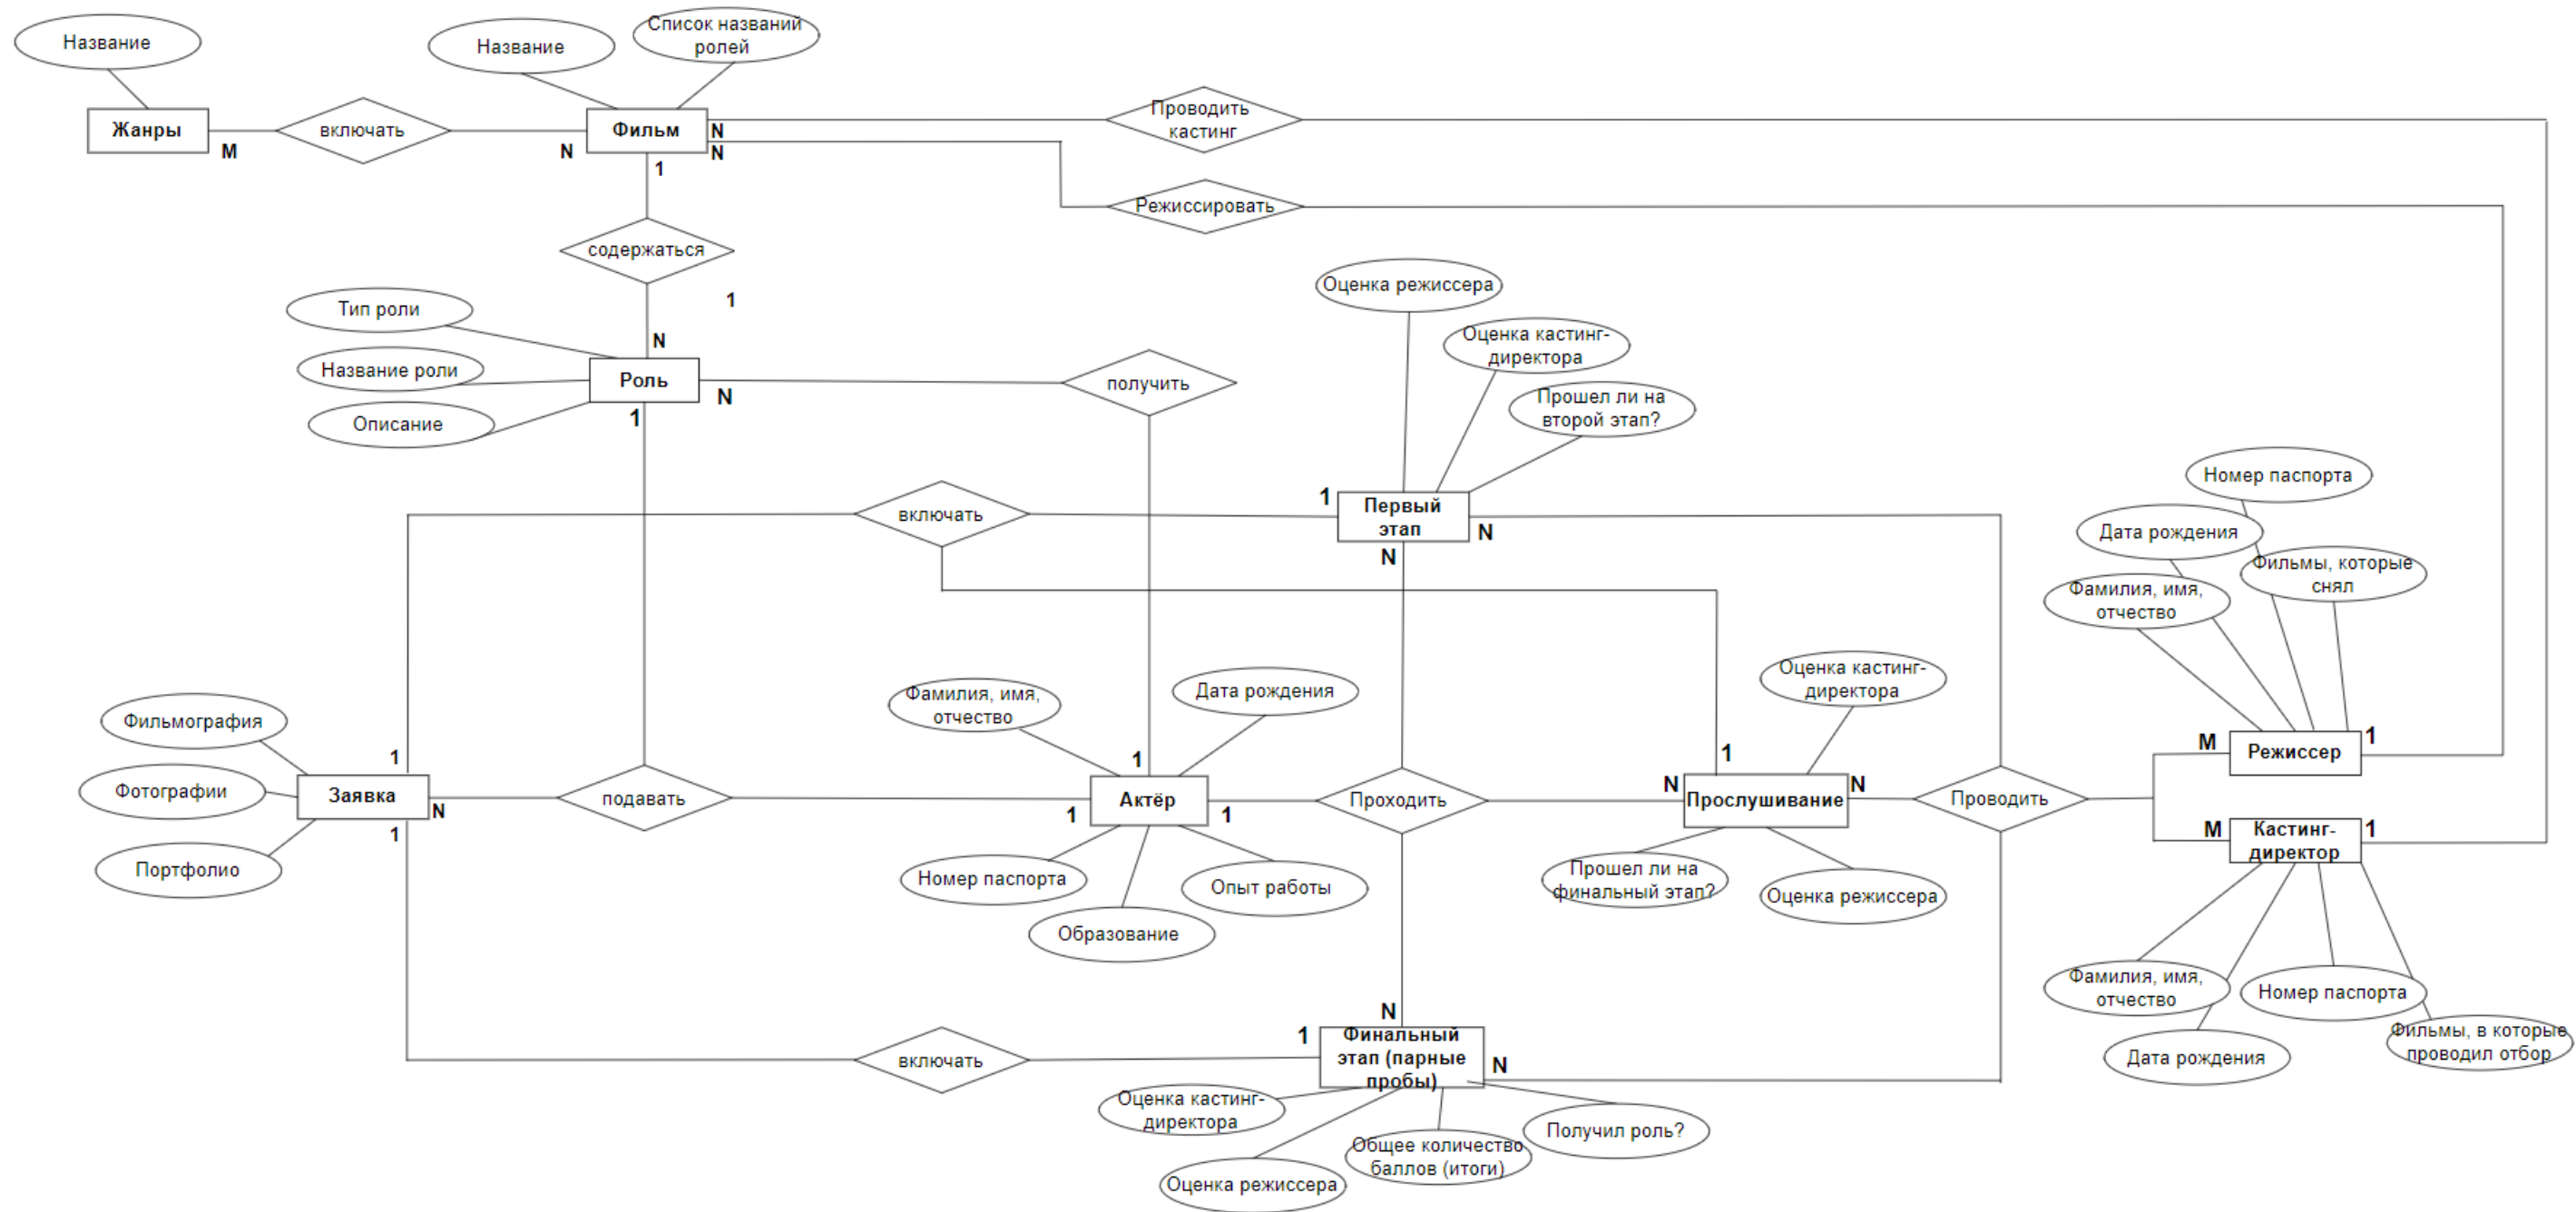 Название
Название
Список названий
ролей
Жанры
включать
Фильм
M
N
N
N
1
Проводить
кастинг
Режиссировать
содержаться
1
N
Тип роли
Название роли
Описание
Роль
N
1
получить
Оценка режиссера
Оценка кастинг-
директора
Прошел ли на
второй этап?
включать
1
Первый
этап
N
N
Номер паспорта
Дата рождения
Фильмы, которые
снял
Фамилия, имя,
отчество
Фильмография
Фотографии
Портфолио
1
Заявка
N
1
подавать
Фамилия, имя,
отчество
Дата рождения
1
Актёр
1
1
Номер паспорта
Опыт работы
Образование
Проходить
Оценка кастинг-
директора
1
N
Прослушивание
N
Прошел ли на
финальный этап?
Оценка режиссера
Проводить
M
Режиссер
1
M
Кастинг-
директор
1
Фамилия, имя,
отчество
Номер паспорта
Дата рождения
Фильмы, в которые
проводил отбор
включать
N
1
Финальный
этап (парные
пробы)
N
Оценка кастинг-
директора
Оценка режиссера
Общее количество
баллов (итоги)
Получил роль?